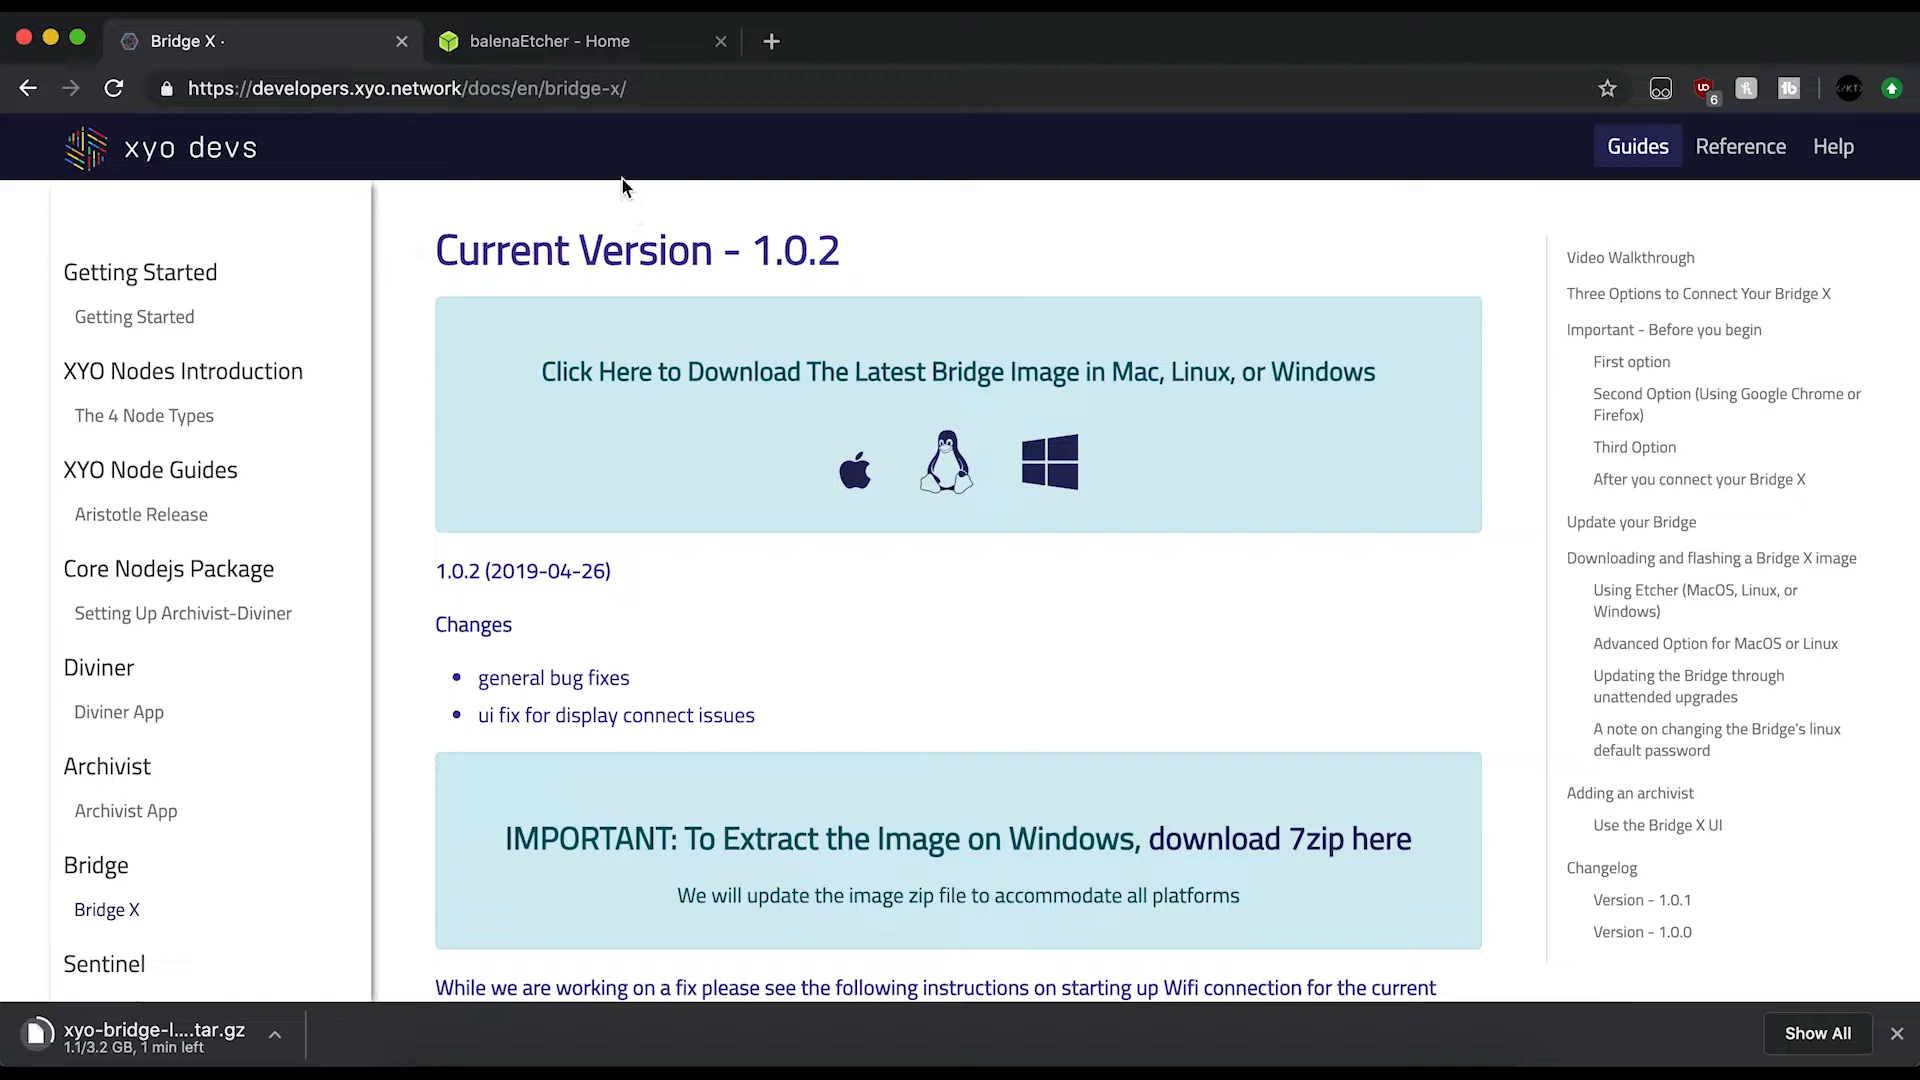 Bridge X ·
balenaEtcher - Home
https://developers.xyo.network/docs/en/bridge-x/
6
</KT>
xyo devs
Guides
Reference
Help
Getting Started
Getting Started
XYO Nodes Introduction
The 4 Node Types
XYO Node Guides
Aristotle Release
Core Nodejs Package
Setting Up Archivist-Diviner
Diviner
Diviner App
Archivist
Archivist App
Bridge
Bridge X
Sentinel
Current Version - 1.0.2
Click Here to Download The Latest Bridge Image in Mac, Linux, or Windows
1.0.2 (2019-04-26)
Changes
• general bug fixes
• ui fix for display connect issues
IMPORTANT: To Extract the Image on Windows, download 7zip here
We will update the image zip file to accommodate all platforms
While we are working on a fix please see the following instructions on starting up Wifi connection for the current
Video Walkthrough
Three Options to Connect Your Bridge X
Important - Before you begin
First option
Second Option (Using Google Chrome or
Firefox)
Third Option
After you connect your Bridge X
Update your Bridge
Downloading and flashing a Bridge X image
Using Etcher (MacOS, Linux, or
Windows)
Advanced Option for MacOS or Linux
Updating the Bridge through
unattended upgrades
A note on changing the Bridge's linux
default password
Adding an archivist
Use the Bridge X UI
Changelog
Version - 1.0.1
Version - 1.0.0
xyo-bridge-l....tar.gz
1.1/3.2 GB, 1 min left
Show All